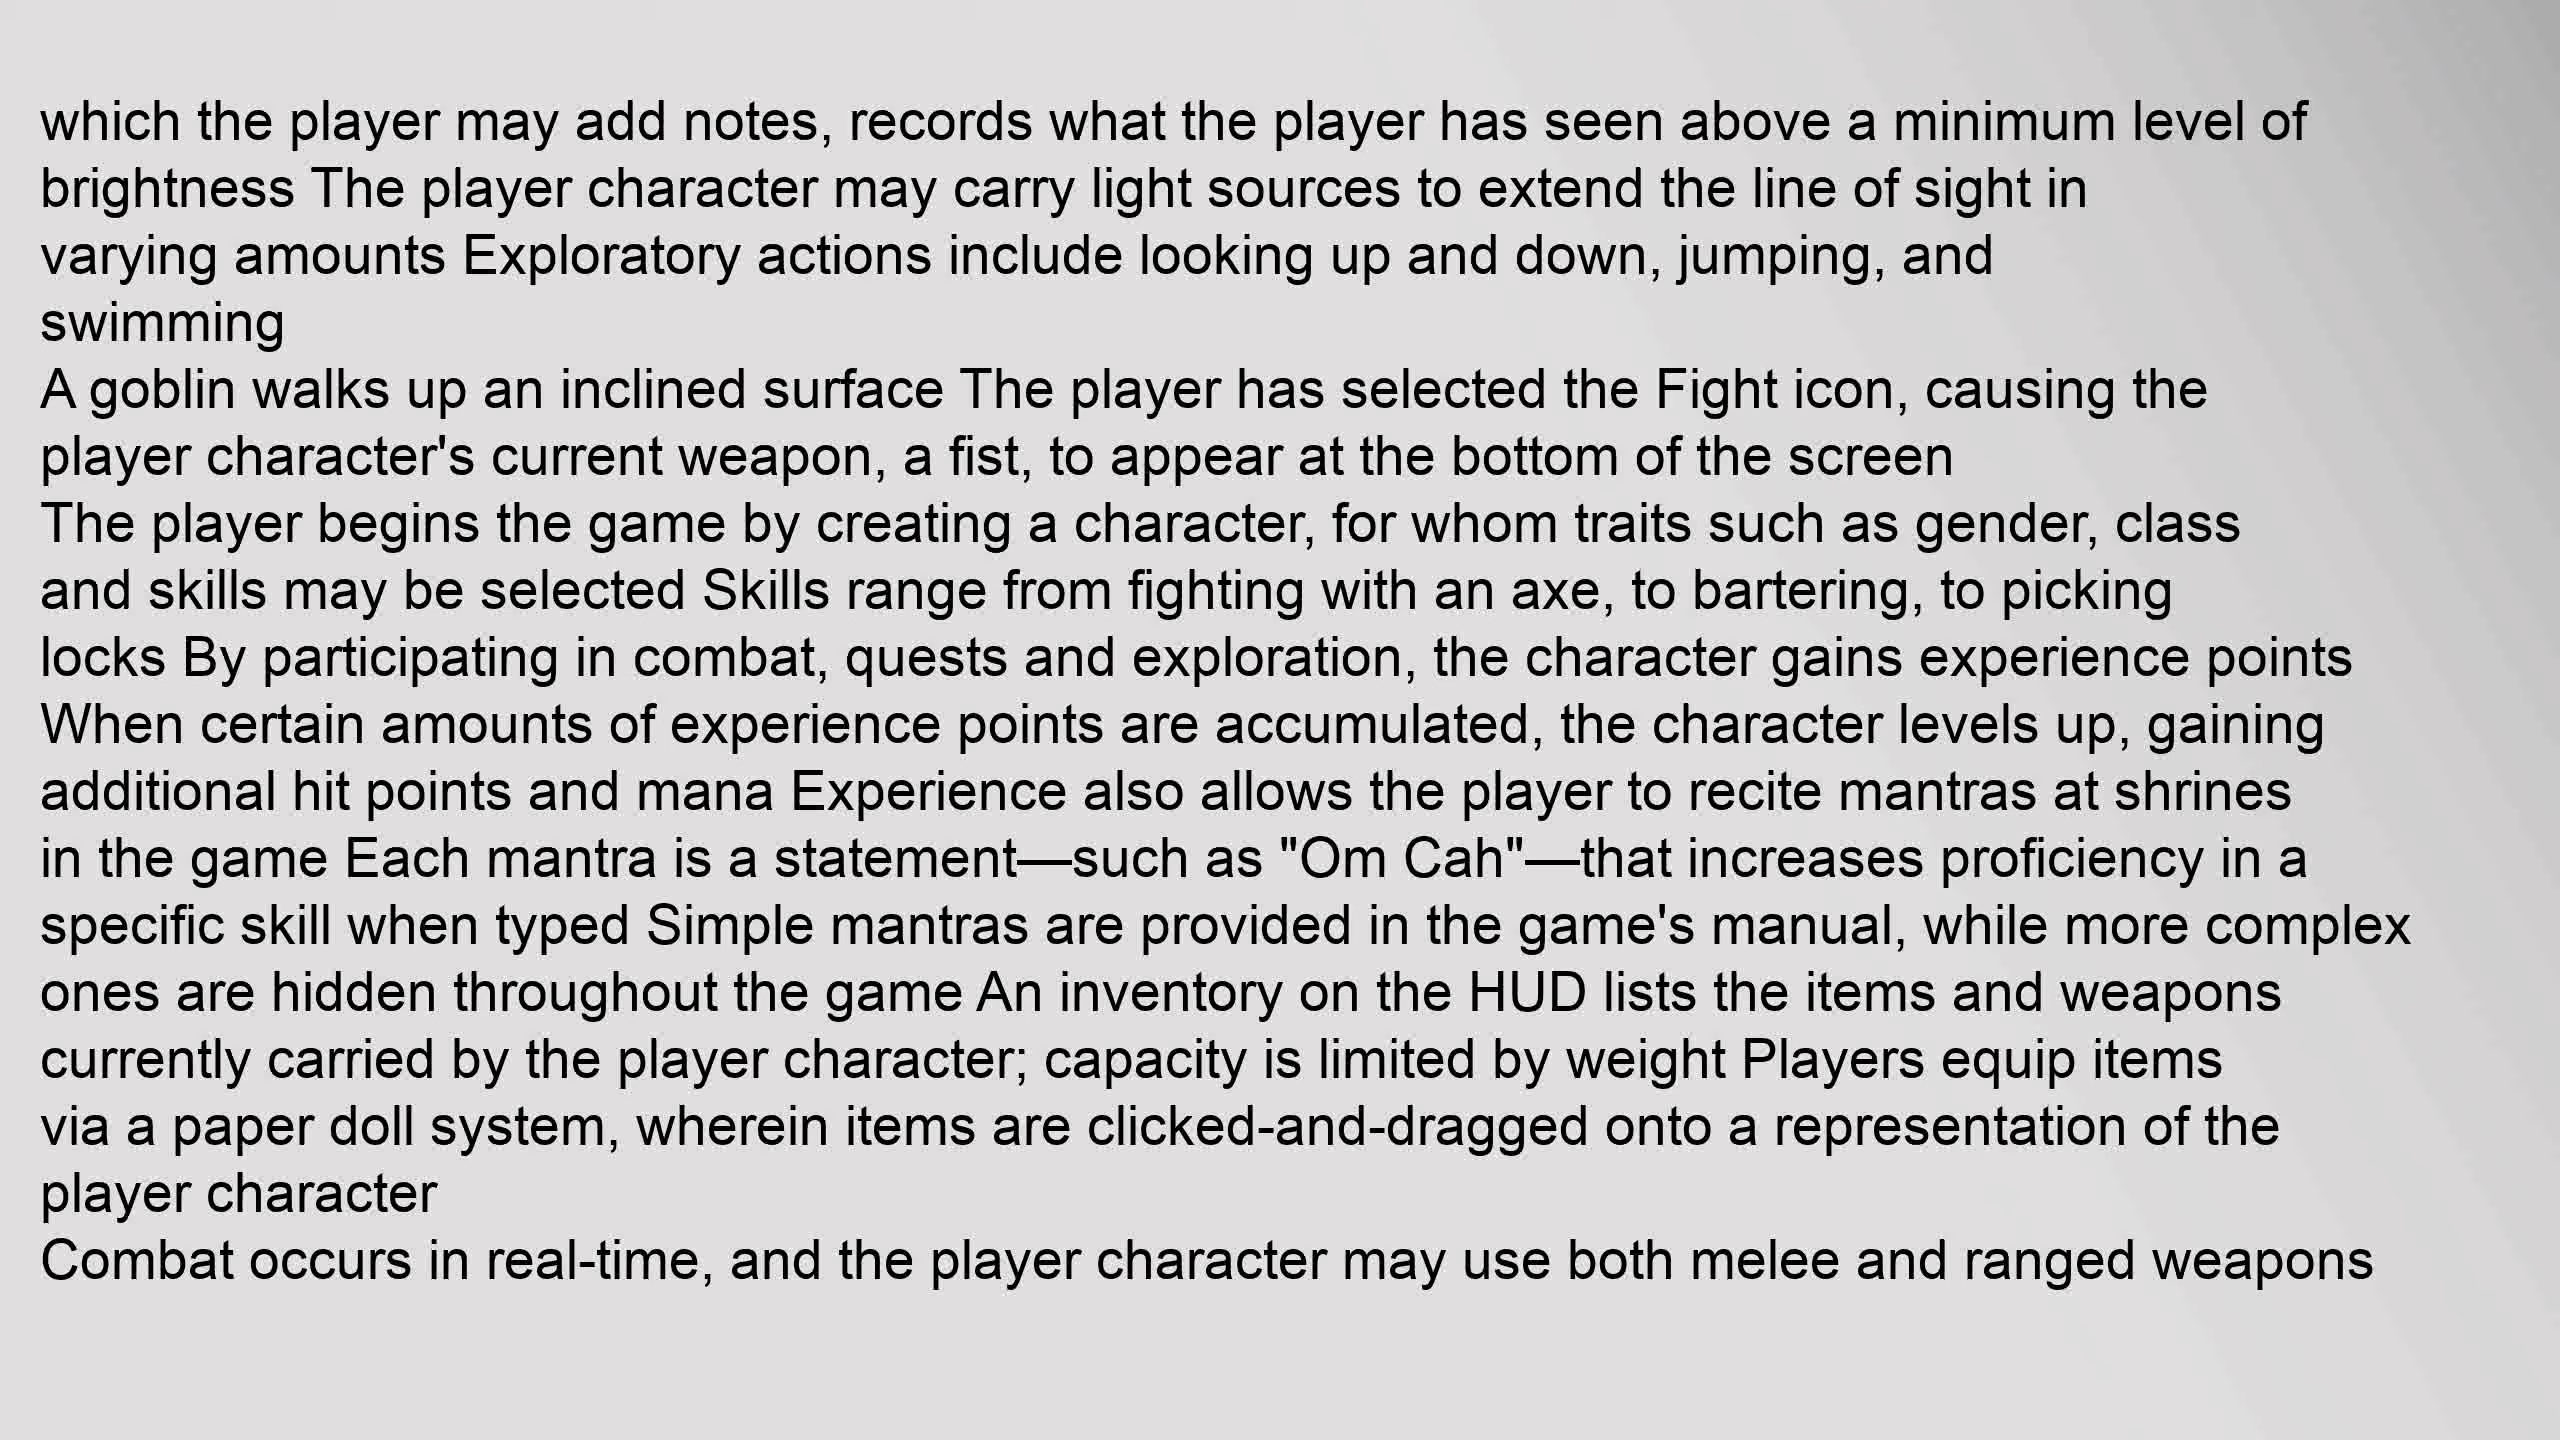 which the player may add notes, records what the player has seen above a minimum level of
brightness The player character may carry light sources to extend the line of sight in
varying amounts Exploratory actions include looking up and down, jumping, and
swimming
A goblin walks up an inclined surface The player has selected the Fight icon, causing the
player character's current weapon, a fist, to appear at the bottom of the screen
The player begins the game by creating a character, for whom traits such as gender, class
and skills may be selected Skills range from fighting with an axe, to bartering, to picking
locks By participating in combat, quests and exploration, the character gains experience points
When certain amounts of experience points are accumulated, the character levels up, gaining
additional hit points and mana Experience also allows the player to recite mantras at shrines
in the game Each mantra is a statement—such as "Om Cah"—that increases proficiency in a
specific skill when typed Simple mantras are provided in the game's manual, while more complex
ones are hidden throughout the game An inventory on the HUD lists the items and weapons
currently carried by the player character; capacity is limited by weight Players equip items
via a paper doll system, wherein items are clicked-and-dragged onto a representation of the
player character
Combat occurs in real-time, and the player character may use both melee and ranged weapons